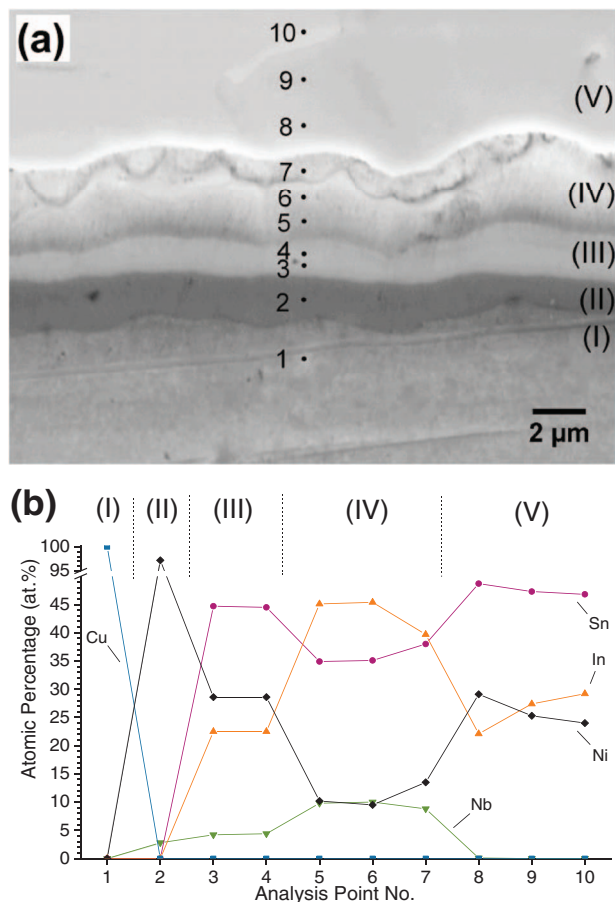 (a)
10
9
8
7
6
5
4
3
2
1
(V)
(IV)
(III)
(II)
(I)
2 μm
(b)
(I) (II) (III) (IV) (V)
Atomic Percentage (at.%)
100
95
45
40
35
30
25
20
15
10
5
0
Cu
Sn
In
Ni
Nb
1 2 3 4 5 6 7 8 9 10
Analysis Point No.